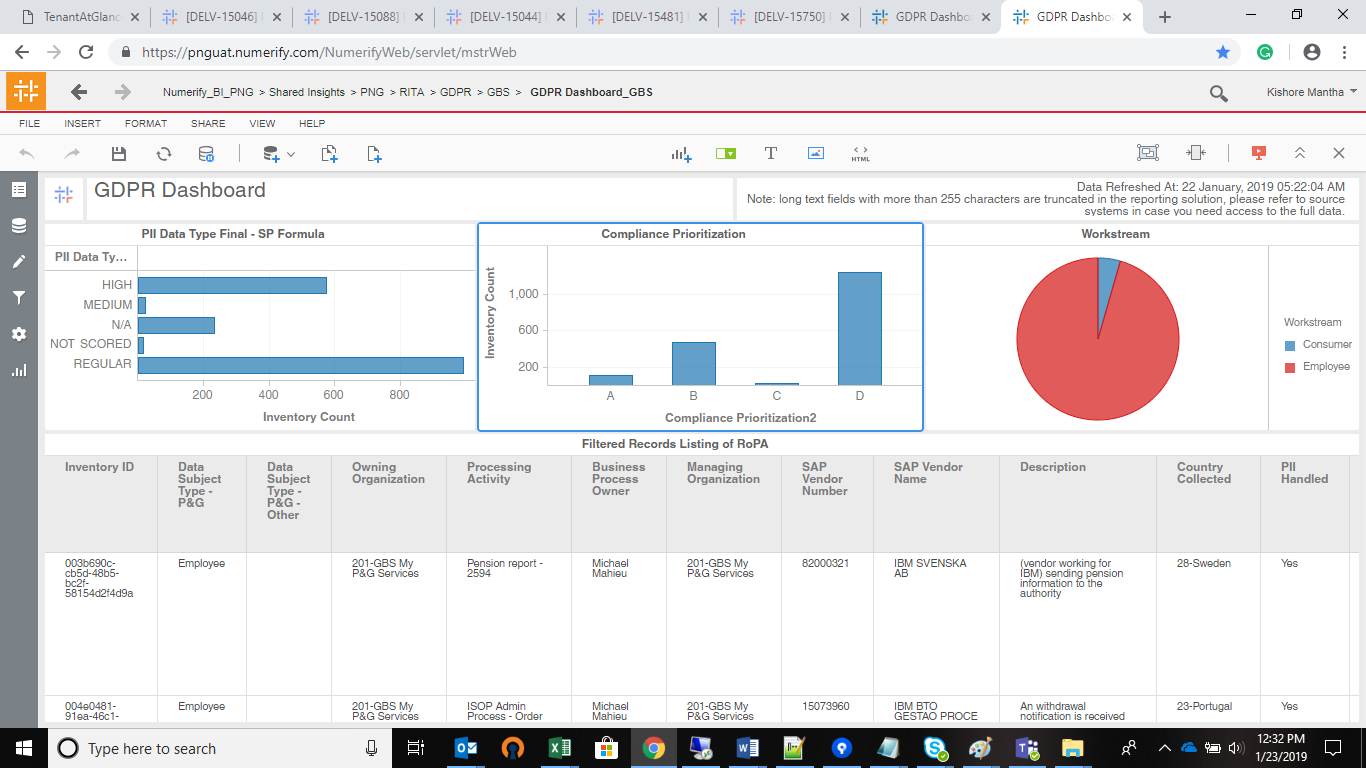 TenantAtGlanc
[DELV-15046]
[DELV-15088]
[DELV-15044]
[DELV-15481]
[DELV-15750]
GDPR Dashbo
GDPR Dashbo
https://pnguat.numerify.com/NumerifyWeb/servlet/mstrWeb
Numerify_BI_PNG > Shared Insights > PNG > RITA > GDPR > GBS > GDPR Dashboard_GBS
Kishore Mantha
FILE INSERT FORMAT SHARE VIEW HELP
T
HTML
GDPR Dashboard
Data Refreshed At: 22 January, 2019 05:22:04 AM
Note: long text fields with more than 255 characters are truncated in the reporting solution, please refer to source
systems in case you need access to the full data.
PII Data Type Final - SP Formula
PII Data Ty...
HIGH
MEDIUM
N/A
NOT SCORED
REGULAR
200 400 600 800
Inventory Count
Compliance Prioritization
Inventory Count
1,000
600
200
A B C D
Compliance Prioritization2
Workstream
Workstream
Consumer
Employee
Filtered Records Listing of RoPA
Inventory ID
Data
Subject
Type -
P&G
Data
Subject
Type -
P&G -
Other
Owning
Organization
Processing
Activity
Business
Process
Owner
Managing
Organization
SAP
Vendor
Number
SAP Vendor
Name
Description
Country
Collected
PII
Handled
003b690c-
cb5d-48b5-
bc2f-
58154d2f4d9a
Employee
201-GBS My
P&G Services
Pension report -
2594
Michael
Mahieu
201-GBS My
P&G Services
82000321
IBM SVENSKA
AB
(vendor working for
IBM) sending pension
information to the
authority
28-Sweden
Yes
004e0481-
91ea-46c1-
Employee
201-GBS My
P&G Services
ISOP Admin
Process - Order
Michael
Mahieu
201-GBS My
P&G Services
15073960
IBM BTO
GESTAO PROCE
An withdrawal
notification is received
23-Portugal
Yes
Type here to search
12:32 PM
1/23/2019